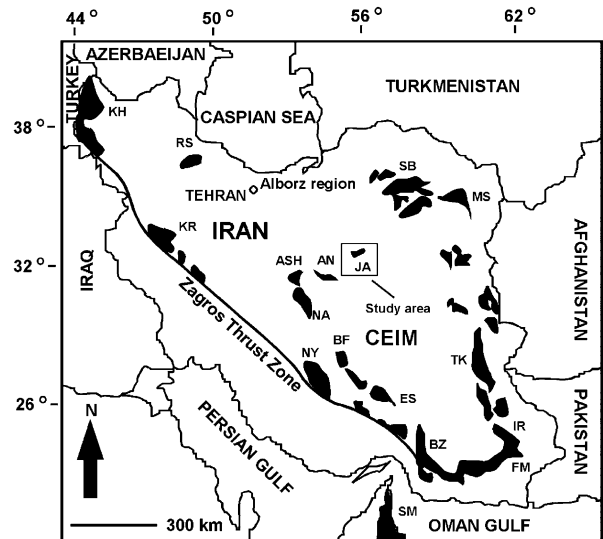 44 o
50 o
56 o
62 o
AZERBAEIJAN
TURKEY
TURKMENISTAN
CASPIAN SEA
KH
38 o
RS
SB
TEHRAN
Alborz region
MS
KR
IRAN
AFGHANISTAN
32 o
ASH
AN
JA
IRAQ
Study area
NA
Zagros Thrust Zone
CEIM
NY
BF
TK
ES
26 o
PERSIAN GULF
PAKISTAN
N
BZ
IR
FM
SM
300 km
OMAN GULF